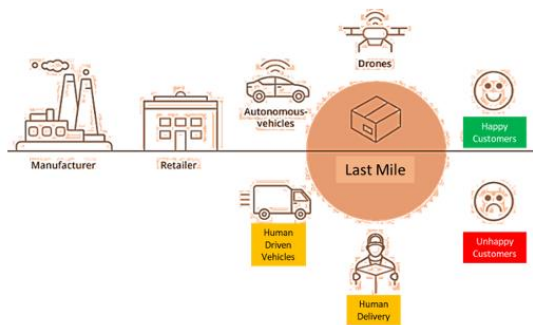 Drones
Autonomous-
vehicles
Happy
Customers
Manufacturer
Retailer
Last Mile
Human
Driven
Vehicles
Unhappy
Customers
Human
Delivery